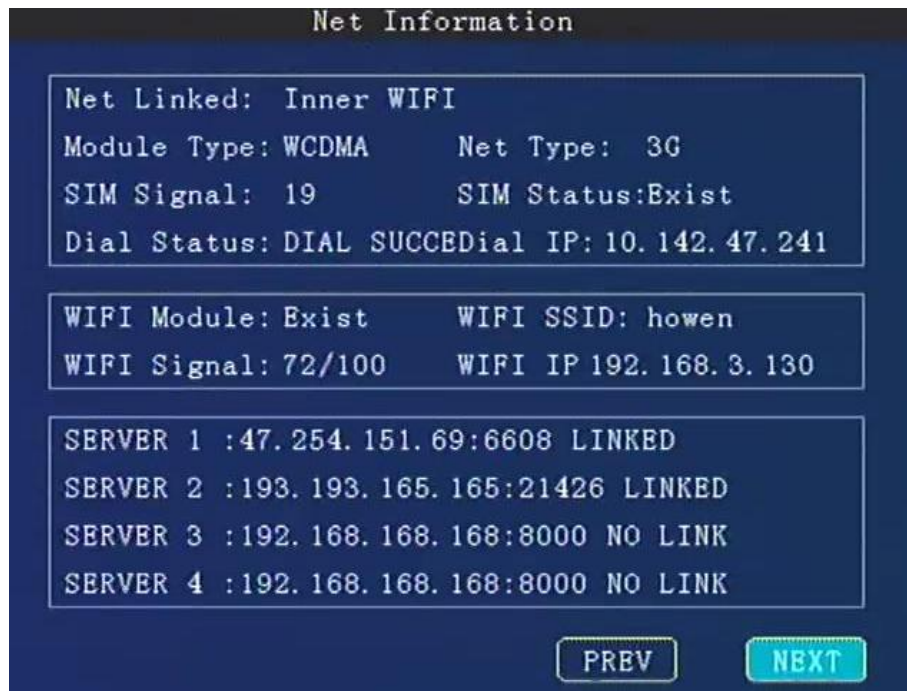 Net Information
Net Linked: Inner WIFI
Module Type: WCDMA Net Type: 3G
SIM Signal: 19 SIM Status:Exist
Dial Status: DIAL SUCCEDial IP: 10.142.47.241
WIFI Module: Exist WIFI SSID: howen
WIFI Signal: 72/100 WIFI IP 192.168.3.130
SERVER 1 :47.254.151.69:6608 LINKED
SERVER 2 :193.193.165.165:21426 LINKED
SERVER 3 :192.168.168.168:8000 NO LINK
SERVER 4 :192.168.168.168:8000 NO LINK
PREV NEXT